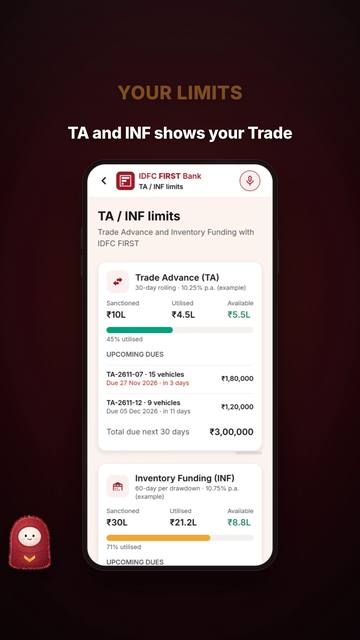 YOUR LIMITS
TA and INF shows your Trade
IDFC FIRST Bank
TA / INF limits
TA / INF limits
Trade Advance and Inventory Funding with
IDFC FIRST
Trade Advance (TA)
30-day rolling · 10.25% p.a. (example)
Sanctioned Utilised Available
₹10L ₹4.5L ₹5.5L
45% utilised
UPCOMING DUES
TA-2611-07 · 15 vehicles
Due 27 Nov 2026 · in 3 days
₹1,80,000
TA-2611-12 · 9 vehicles
Due 05 Dec 2026 · in 11 days
₹1,20,000
Total due next 30 days ₹3,00,000
Inventory Funding (INF)
60-day per drawdown · 10.75% p.a.
(example)
Sanctioned Utilised Available
₹30L ₹21.2L ₹8.8L
71% utilised
UPCOMING DUES